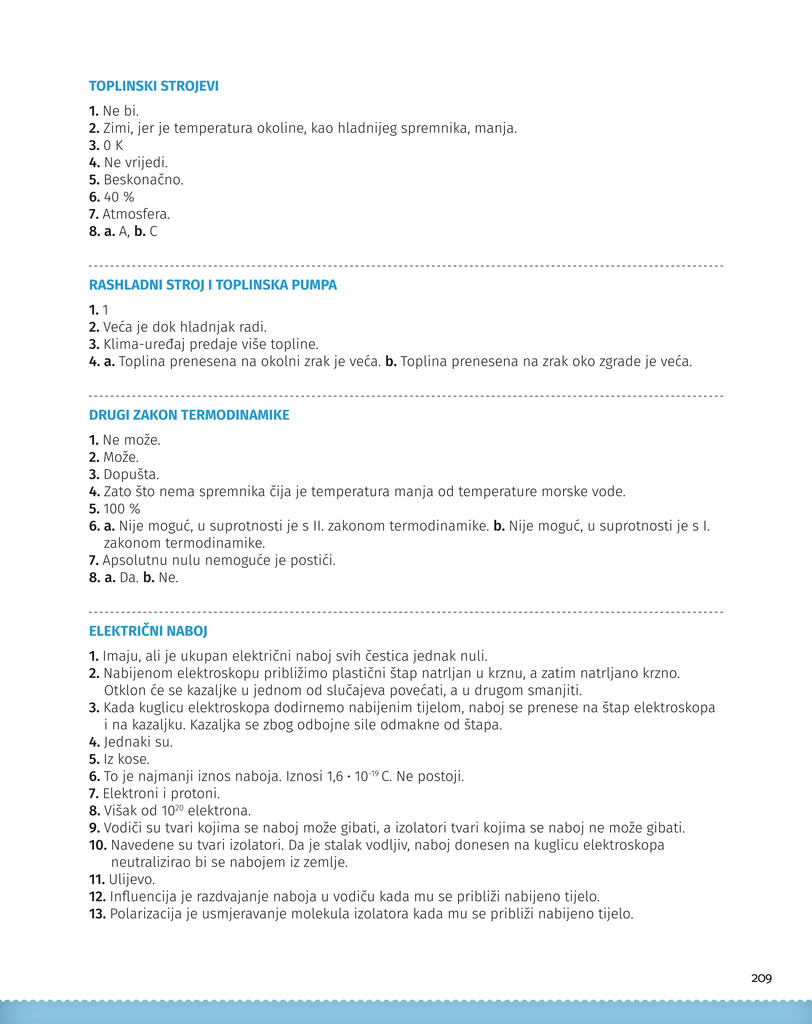 TOPLINSKI STROJEVI
1. Ne bi.
2. Zimi, jer je temperatura okoline, kao hladnijeg spremnika, manja.
3. 0 K
4. Ne vrijedi.
5. Beskonačno.
6. 40 %
7. Atmosfera.
8. a. A, b. C
RASHLADNI STROJ I TOPLINSKA PUMPA
1. 1
2. Veća je dok hladnjak radi.
3. Klima-uređaj predaje više topline.
4. a. Toplina prenesena na okolni zrak je veća. b. Toplina prenesena na zrak oko zgrade je veća.
DRUGI ZAKON TERMODINAMIKE
1. Ne može.
2. Može.
3. Dopušta.
4. Zato što nema spremnika čija je temperatura manja od temperature morske vode.
5. 100 %
6. a. Nije moguć, u suprotnosti je s II. zakonom termodinamike. b. Nije moguć, u suprotnosti je s I.
zakonom termodinamike.
7. Apsolutnu nulu nemoguće je postići.
8. a. Da. b. Ne.
ELEKTRIČNI NABOJ
1. Imaju, ali je ukupan električni naboj svih čestica jednak nuli.
2. Nabijenom elektroskopu približimo plastični štap natrljan u krznu, a zatim natrljano krzno.
Otklon će se kazaljke u jednom od slučajeva povećati, a u drugom smanjiti.
3. Kada kuglicu elektroskopa dodirnemo nabijenim tijelom, naboj se prenese na štap elektroskopa
i na kazaljku. Kazaljka se zbog odbojne sile odmakne od štapa.
4. Jednaki su.
5. Iz kose.
6. To je najmanji iznos naboja. Iznosi 1,6 · 10⁻¹⁹ C. Ne postoji.
7. Elektroni i protoni.
8. Višak od 10²⁰ elektrona.
9. Vodiči su tvari kojima se naboj može gibati, a izolatori tvari kojima se naboj ne može gibati.
10. Navedene su tvari izolatori. Da je stalak vodljiv, naboj donesen na kuglicu elektroskopa
neutralizirao bi se nabojem iz zemlje.
11. Ulijevo.
12. Influencija je razdvajanje naboja u vodiču kada mu se približi nabijeno tijelo.
13. Polarizacija je usmjeravanje molekula izolatora kada mu se približi nabijeno tijelo.
209